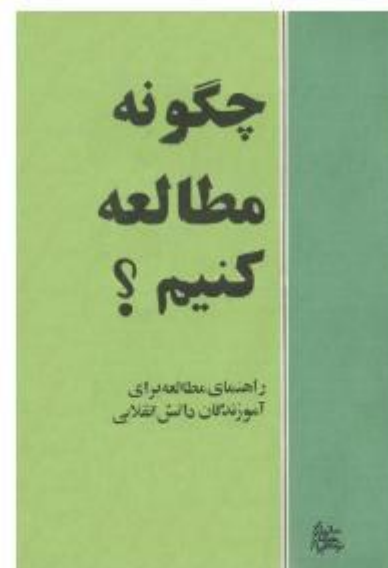 چگونه
مطالعه
کنیم ؟
راهنمای مطالعه برای
آموزندگان دانش انقلابی